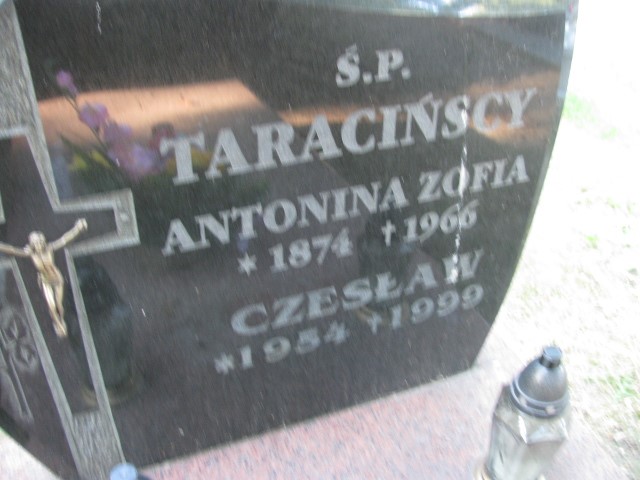 Ś.P.
TARACIŃSCY
ANTONINA ZOFIA
* 1874 † 1966
CZESŁAW
* 1954 † 1999